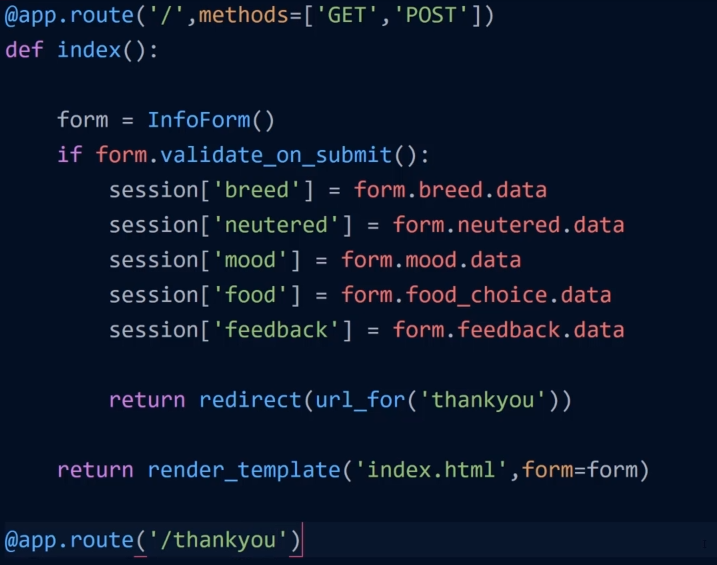 @app.route('/',methods=['GET','POST'])
def index():
    form = InfoForm()
    if form.validate_on_submit():
        session['breed'] = form.breed.data
        session['neutered'] = form.neutered.data
        session['mood'] = form.mood.data
        session['food'] = form.food_choice.data
        session['feedback'] = form.feedback.data
        return redirect(url_for('thankyou'))
    return render_template('index.html',form=form)
@app.route('/thankyou')